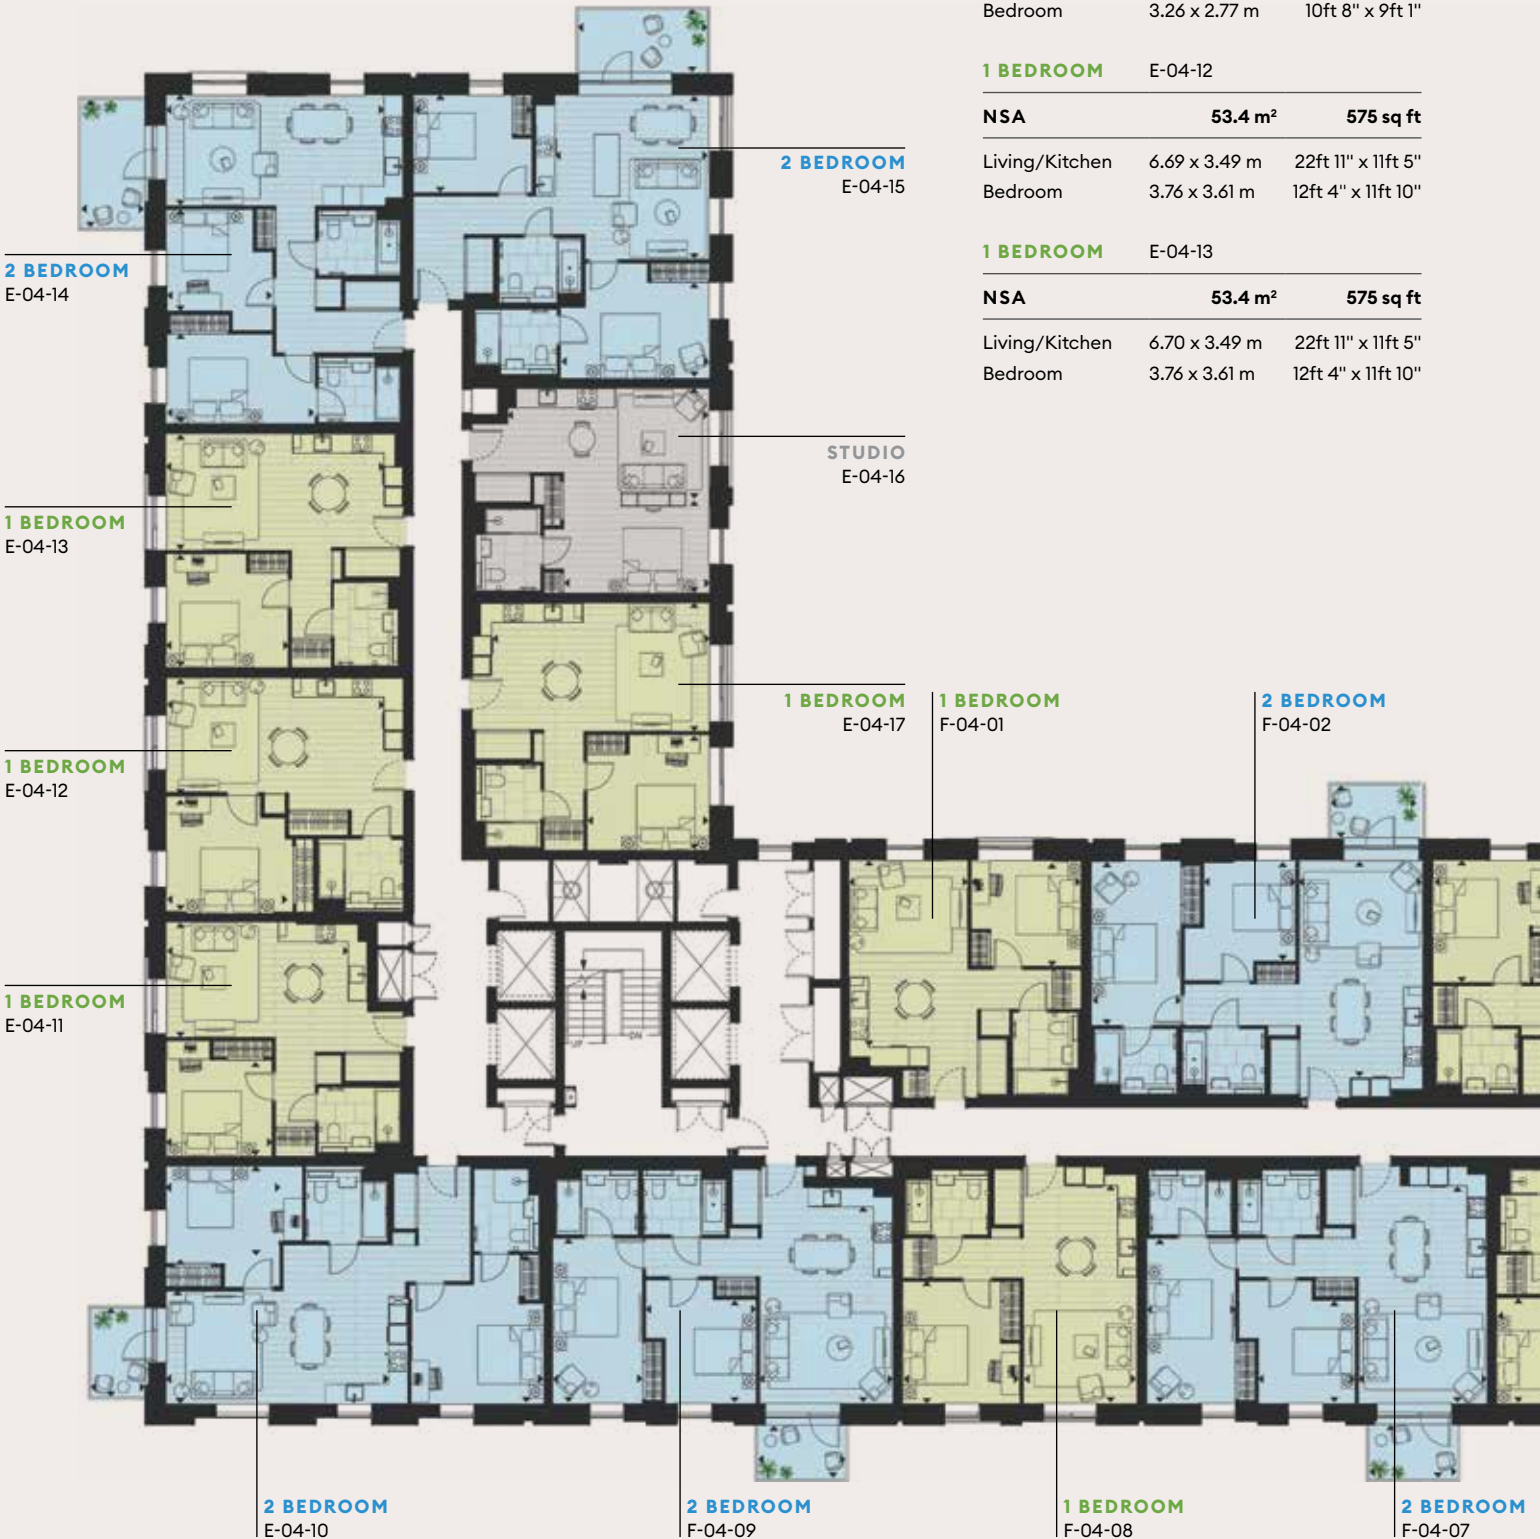 Bedroom 3.26 x 2.77 m 10ft 8" x 9ft 1"
1 BEDROOM E-04-12
NSA 53.4 m² 575 sq ft
Living/Kitchen 6.69 x 3.49 m 22ft 11" x 11ft 5"
Bedroom 3.76 x 3.61 m 12ft 4" x 11ft 10"
1 BEDROOM E-04-13
NSA 53.4 m² 575 sq ft
Living/Kitchen 6.70 x 3.49 m 22ft 11" x 11ft 5"
Bedroom 3.76 x 3.61 m 12ft 4" x 11ft 10"
2 BEDROOM
E-04-15
2 BEDROOM
E-04-14
STUDIO
E-04-16
1 BEDROOM
E-04-13
1 BEDROOM
E-04-17
1 BEDROOM
F-04-01
2 BEDROOM
F-04-02
1 BEDROOM
E-04-12
1 BEDROOM
E-04-11
UP
DN
2 BEDROOM
E-04-10
2 BEDROOM
F-04-09
1 BEDROOM
F-04-08
2 BEDROOM
F-04-07